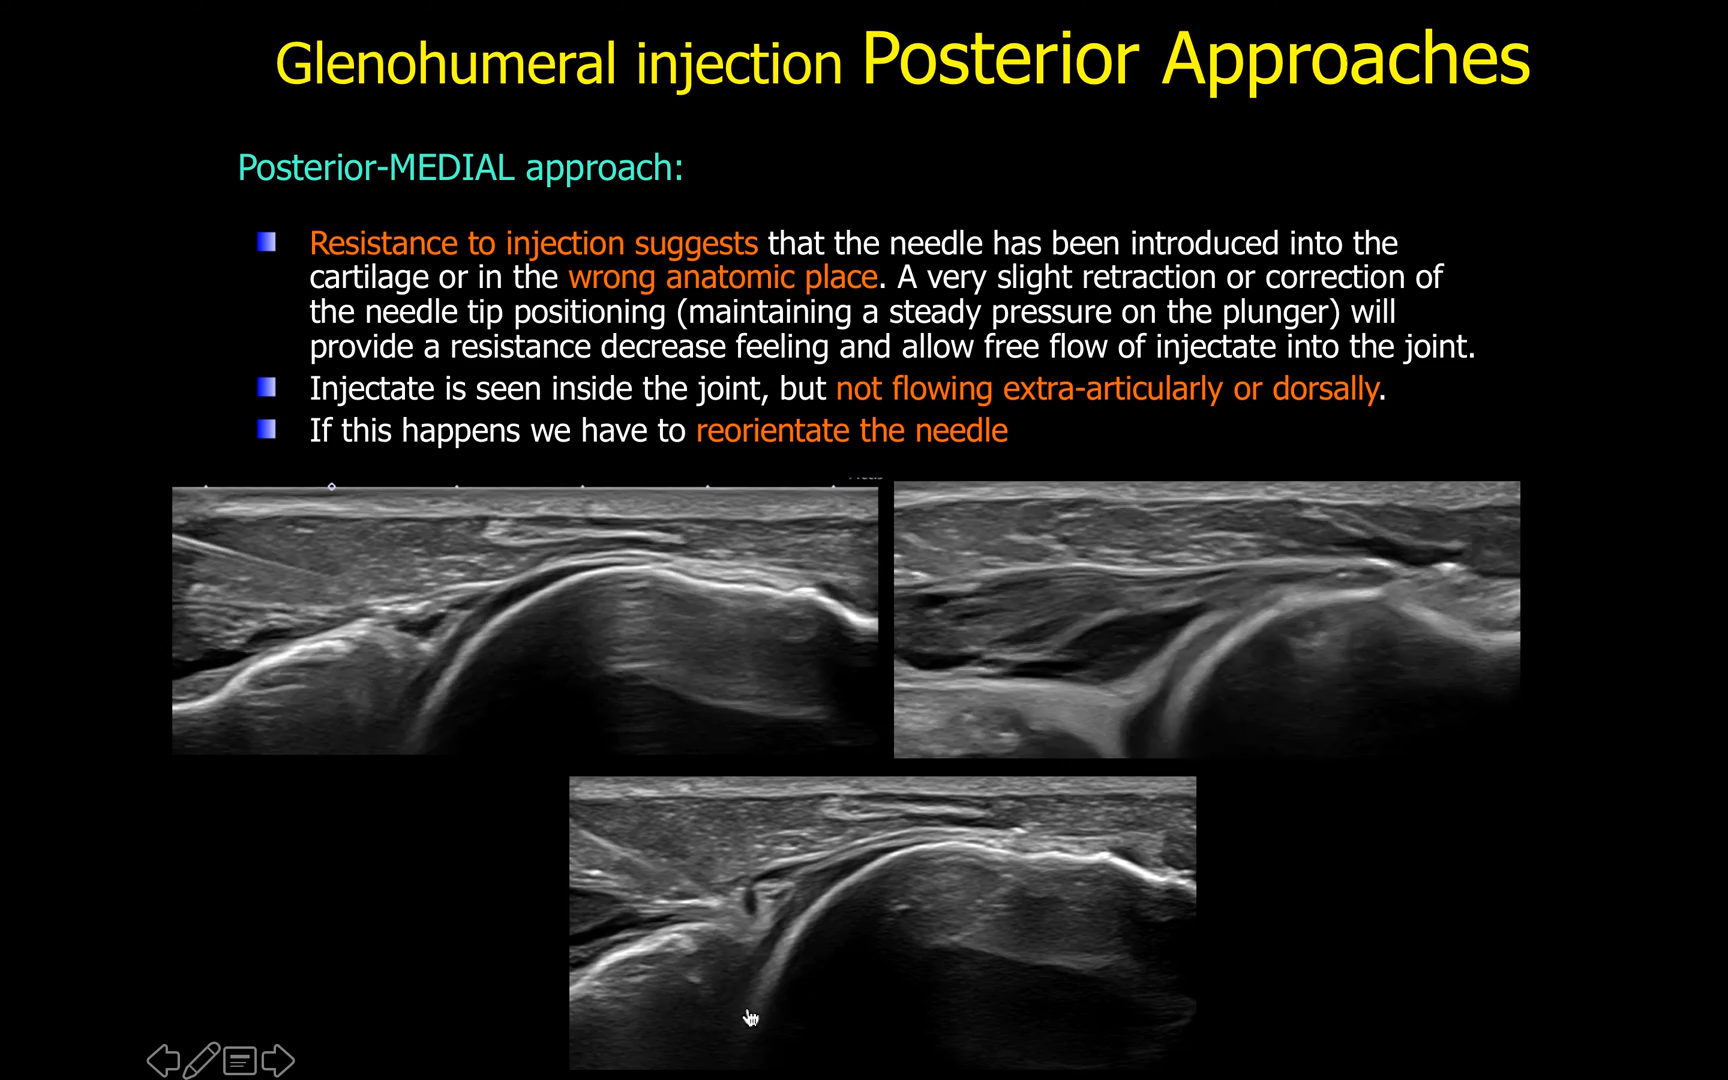 Glenohumeral injection Posterior Approaches
Posterior-MEDIAL approach:
Resistance to injection suggests that the needle has been introduced into the
cartilage or in the wrong anatomic place. A very slight retraction or correction of
the needle tip positioning (maintaining a steady pressure on the plunger) will
provide a resistance decrease feeling and allow free flow of injectate into the joint.
Injectate is seen inside the joint, but not flowing extra-articularly or dorsally.
If this happens we have to reorientate the needle